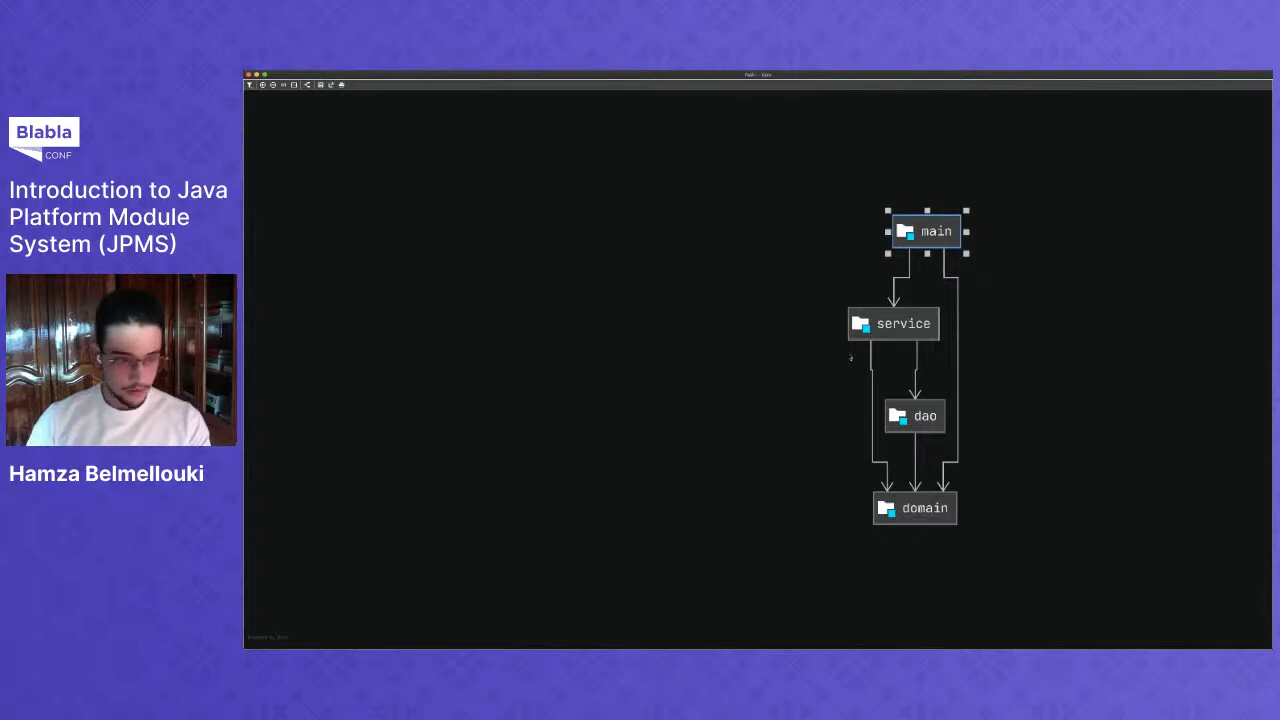 Blabla
CONF
Introduction to Java
Platform Module
System (JPMS)
Hamza Belmellouki
main
service
dao
domain